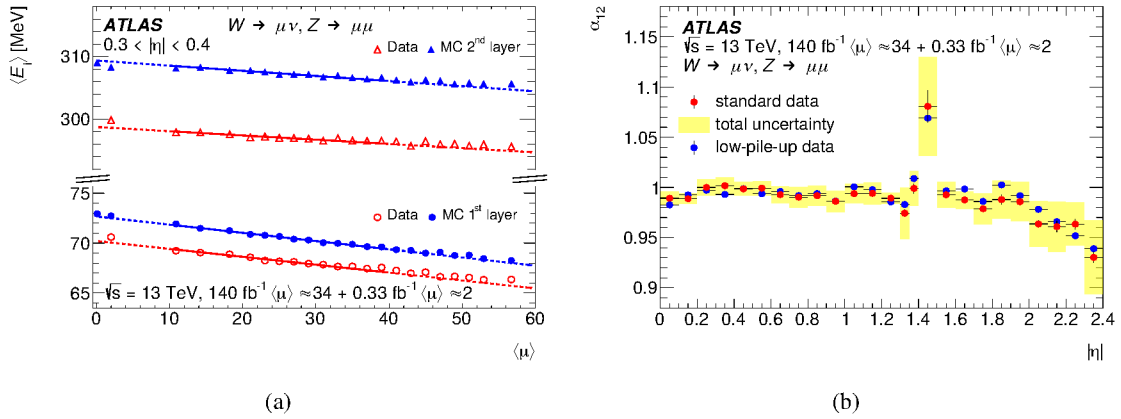 ⟨E_l⟩ [MeV]
ATLAS W → μν, Z → μμ
0.3 < |η| < 0.4
Data MC 2nd layer
310
300
75
Data MC 1st layer
70
65
√s = 13 TeV, 140 fb-1 ⟨μ⟩ ≈34 + 0.33 fb-1 ⟨μ⟩ ≈2
0 10 20 30 40 50 60
⟨μ⟩
(a)
α12
1.15
ATLAS
√s = 13 TeV, 140 fb-1 ⟨μ⟩ ≈34 + 0.33 fb-1 ⟨μ⟩ ≈2
W → μν, Z → μμ
1.1
standard data
total uncertainty
low-pile-up data
1.05
1
0.95
0.9
0 0.2 0.4 0.6 0.8 1 1.2 1.4 1.6 1.8 2 2.2 2.4
|η|
(b)